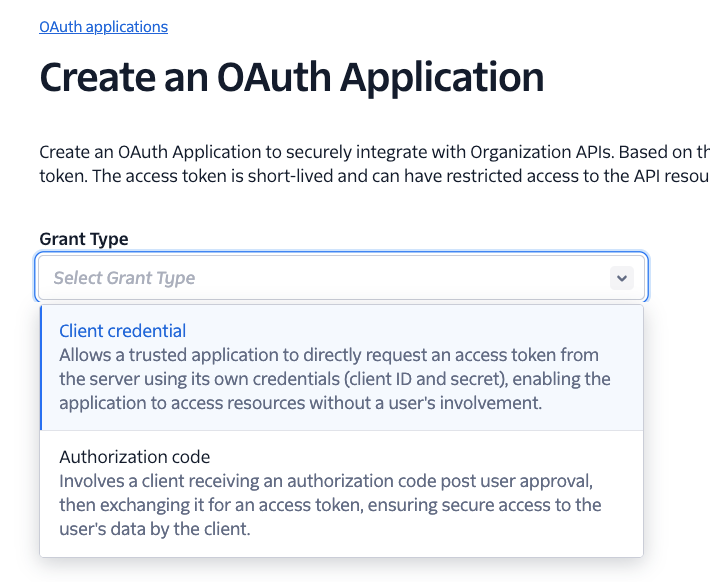 OAuth applications
Create an OAuth Application
Create an OAuth Application to securely integrate with Organization APIs. Based on th
token. The access token is short-lived and can have restricted access to the API resou
Grant Type
Select Grant Type
Client credential
Allows a trusted application to directly request an access token from
the server using its own credentials (client ID and secret), enabling the
application to access resources without a user's involvement.
Authorization code
Involves a client receiving an authorization code post user approval,
then exchanging it for an access token, ensuring secure access to the
user's data by the client.